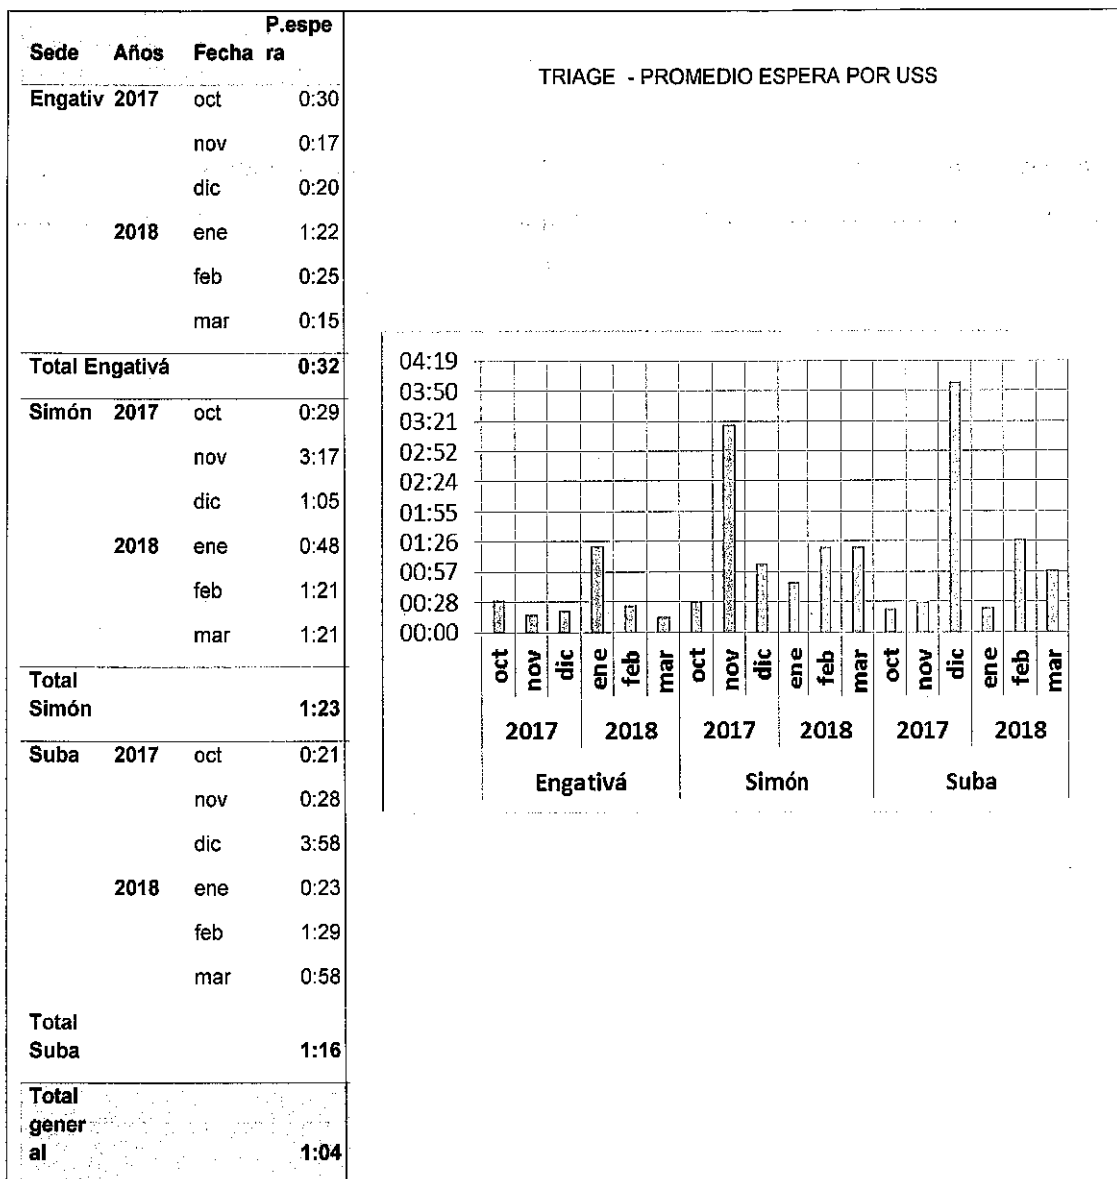 P.espe
Sede Años Fecha ra
Engativ 2017 oct 0:30
nov 0:17
dic 0:20
2018 ene 1:22
feb 0:25
mar 0:15
Total Engativá 0:32
Simón 2017 oct 0:29
nov 3:17
dic 1:05
2018 ene 0:48
feb 1:21
mar 1:21
Total
Simón 1:23
Suba 2017 oct 0:21
nov 0:28
dic 3:58
2018 ene 0:23
feb 1:29
mar 0:58
Total
Suba 1:16
Total
gener
al 1:04
TRIAGE - PROMEDIO ESPERA POR USS
04:19
03:50
03:21
02:52
02:24
01:55
01:26
00:57
00:28
00:00
oct nov dic ene feb mar oct nov dic ene feb mar oct nov dic ene feb mar
2017 2018 2017 2018 2017 2018
Engativá Simón Suba